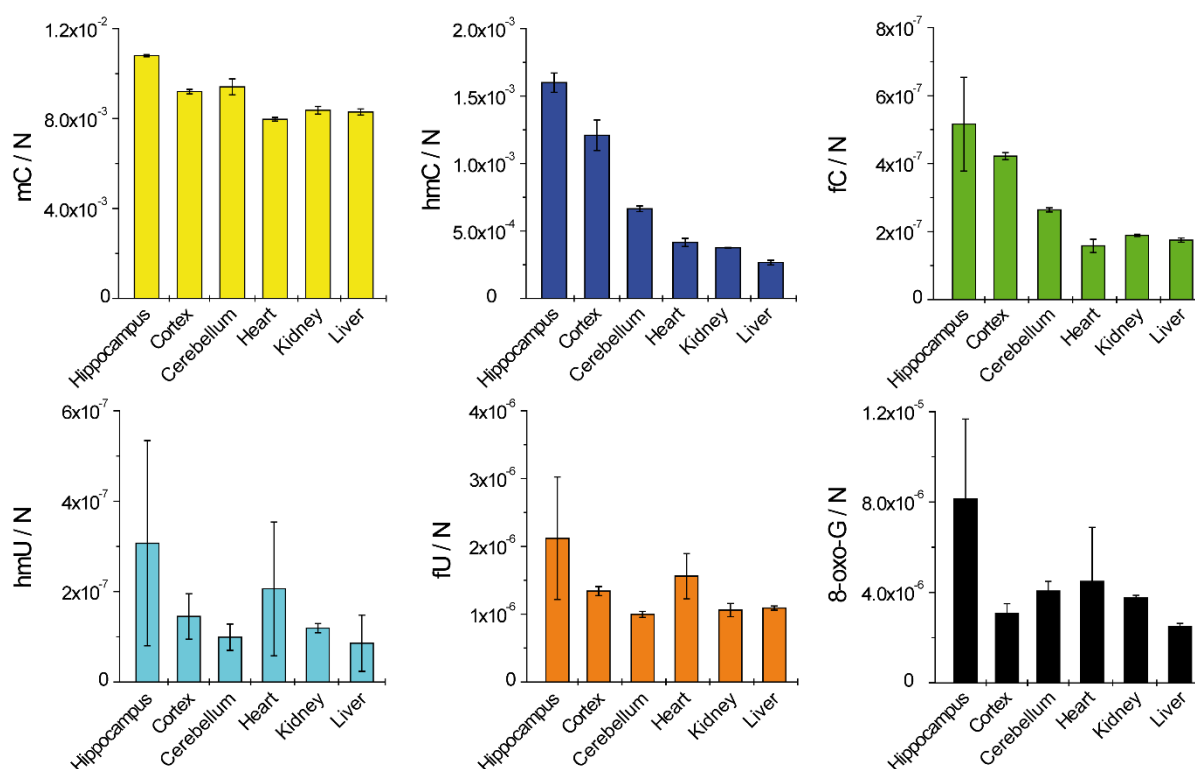 mC / N
1.2x10⁻²
8.0x10⁻³
4.0x10⁻³
0
Hippocampus
Cortex
Cerebellum
Heart
Kidney
Liver
hmC / N
2.0x10⁻³
1.5x10⁻³
1.0x10⁻³
5.0x10⁻⁴
0
Hippocampus
Cortex
Cerebellum
Heart
Kidney
Liver
fC / N
8x10⁻⁷
6x10⁻⁷
4x10⁻⁷
2x10⁻⁷
0
Hippocampus
Cortex
Cerebellum
Heart
Kidney
Liver
hmU / N
6x10⁻⁷
4x10⁻⁷
2x10⁻⁷
0
Hippocampus
Cortex
Cerebellum
Heart
Kidney
Liver
fU / N
4x10⁻⁶
3x10⁻⁶
2x10⁻⁶
1x10⁻⁶
0
Hippocampus
Cortex
Cerebellum
Heart
Kidney
Liver
8-oxo-G / N
1.2x10⁻⁵
8.0x10⁻⁶
4.0x10⁻⁶
0
Hippocampus
Cortex
Cerebellum
Heart
Kidney
Liver